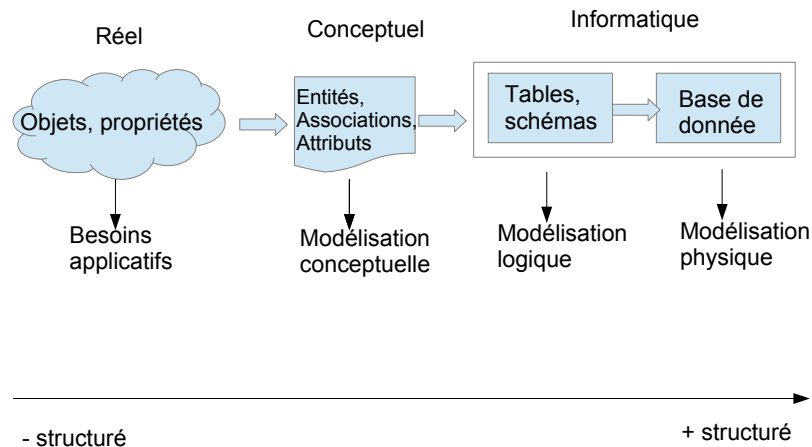 Réel
Conceptuel
Informatique
Objets, propriétés
Entités,
Associations,
Attributs
Tables,
schémas
Base de
donnée
Besoins
applicatifs
Modélisation
conceptuelle
Modélisation
logique
Modélisation
physique
- structuré
+ structuré